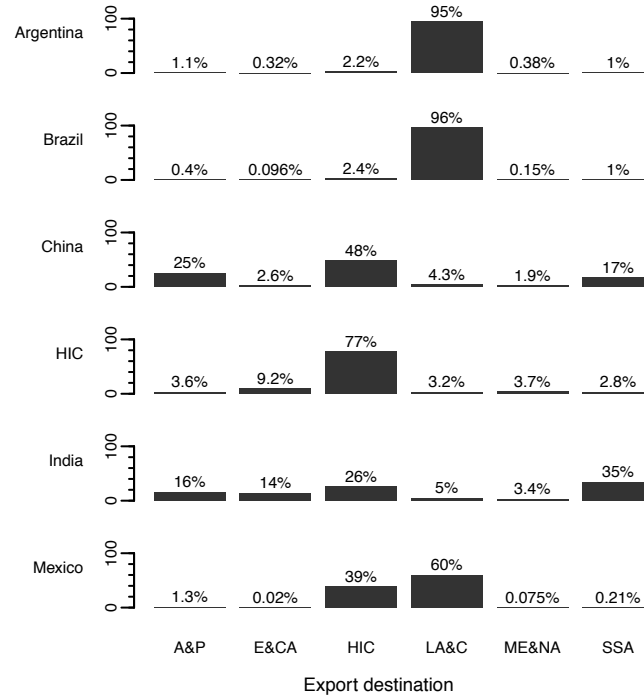 Argentina
0 100
1.1% 0.32% 2.2% 95% 0.38% 1%
Brazil
0 100
0.4% 0.096% 2.4% 96% 0.15% 1%
China
0 100
25% 2.6% 48% 4.3% 1.9% 17%
HIC
0 100
3.6% 9.2% 77% 3.2% 3.7% 2.8%
India
0 100
16% 14% 26% 5% 3.4% 35%
Mexico
0 100
1.3% 0.02% 39% 60% 0.075% 0.21%
A&P E&CA HIC LA&C ME&NA SSA
Export destination